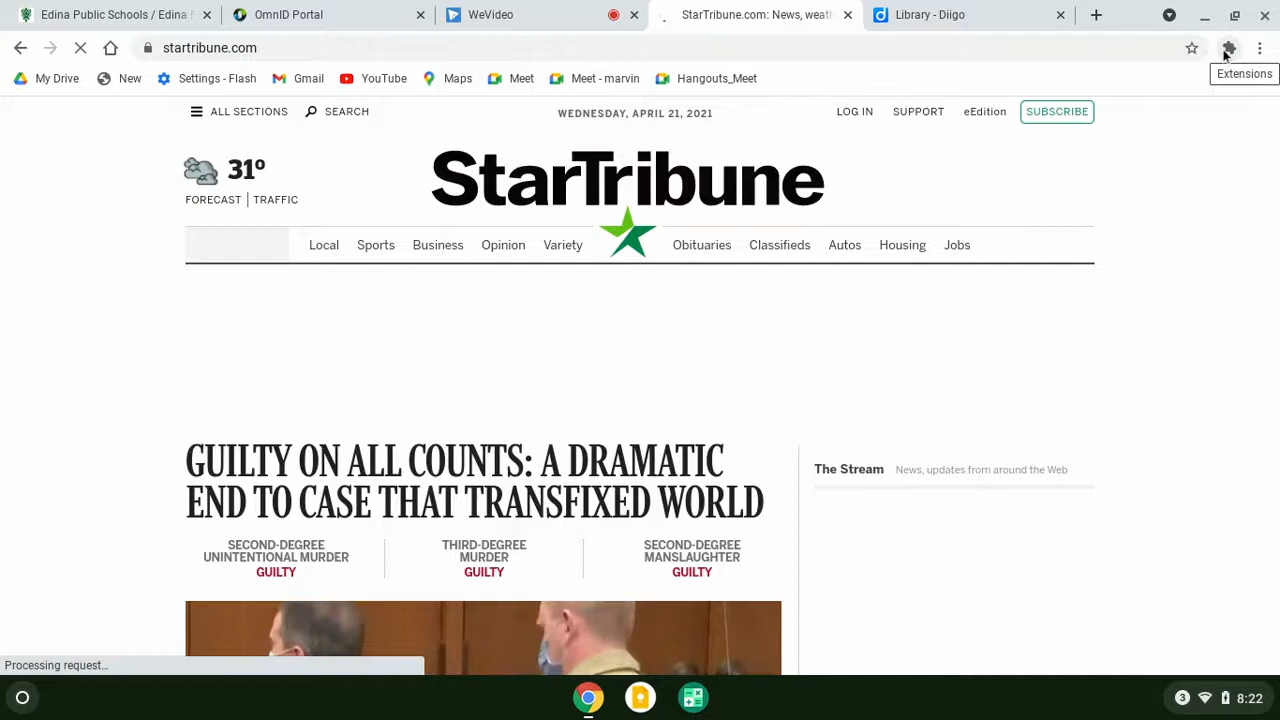 Edina Public Schools / Edina F
OmnID Portal
WeVideo
StarTribune.com: News, weath
Library - Diigo
startribune.com
My Drive
New
Settings - Flash
Gmail
YouTube
Maps
Meet
Meet - marvin
Hangouts_Meet
Extensions
ALL SECTIONS
SEARCH
WEDNESDAY, APRIL 21, 2021
LOG IN
SUPPORT
eEdition
SUBSCRIBE
31º
FORECAST
TRAFFIC
StarTribune
Local
Sports
Business
Opinion
Variety
Obituaries
Classifieds
Autos
Housing
Jobs
GUILTY ON ALL COUNTS: A DRAMATIC
END TO CASE THAT TRANSFIXED WORLD
The Stream
News, updates from around the Web
SECOND-DEGREE
UNINTENTIONAL MURDER
GUILTY
THIRD-DEGREE
MURDER
GUILTY
SECOND-DEGREE
MANSLAUGHTER
GUILTY
Processing request...
3
8:22